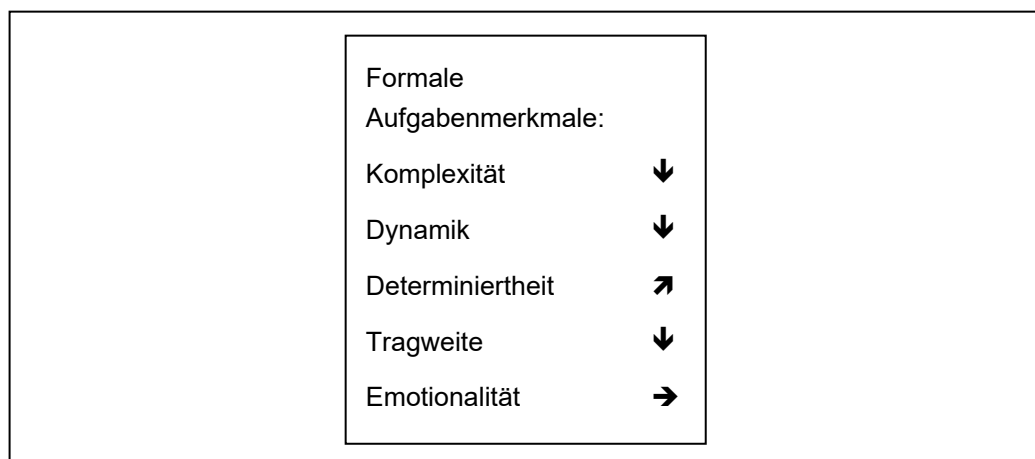 Formale
Aufgabenmerkmale:
Komplexität 🡻
Dynamik 🡻
Determiniertheit 🡽
Tragweite 🡻
Emotionalität 🡺